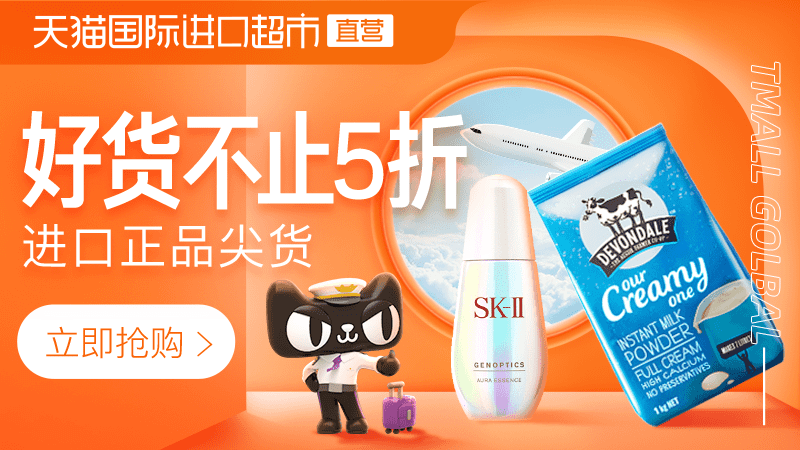 天猫国际进口超市 直营
好货不止5折
进口正品尖货
立即抢购 >
SK-II
GENOPTICS
AURA ESSENCE
DEVONDALE
our
Creamy
one
INSTANT MILK
POWDER
FULL CREAM
HIGH CALCIUM
NO PRESERVATIVES
1kg NET
TMALL GOLBAL